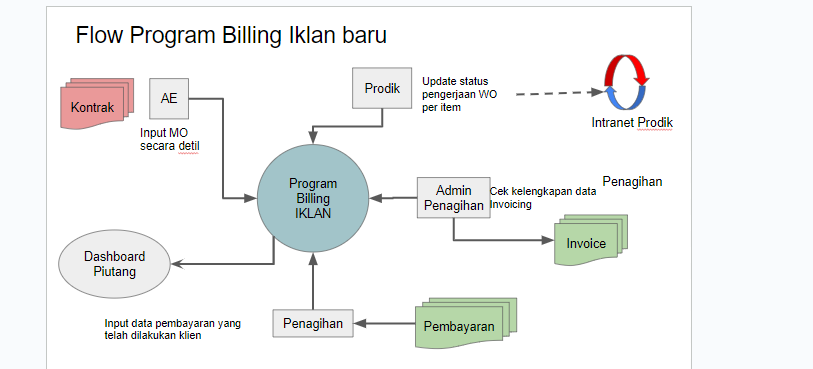 Flow Program Billing Iklan baru
Kontrak
AE
Input MO
secara detil
Prodik
Update status
pengerjaan WO
per item
Intranet Prodik
Program
Billing
IKLAN
Admin
Penagihan
Cek kelengkapan data
Invoicing
Penagihan
Invoice
Dashboard
Piutang
Input data pembayaran yang
telah dilakukan klien
Penagihan
Pembayaran